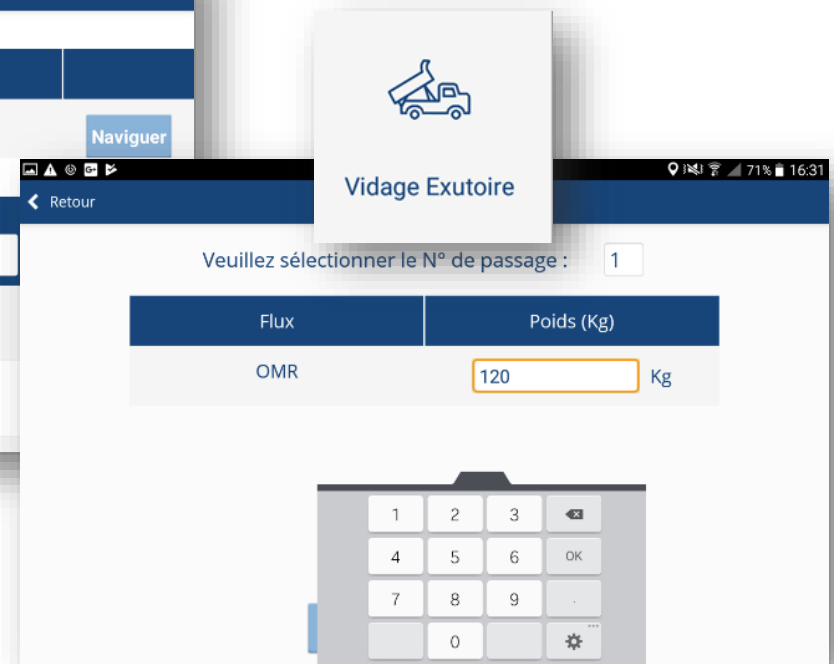 Naviguer
Vidage Exutoire
71% 16:31
Retour
Veuillez sélectionner le N° de passage : 1
Flux Poids (Kg)
OMR 120 Kg
1 2 3
4 5 6 OK
7 8 9 .
0